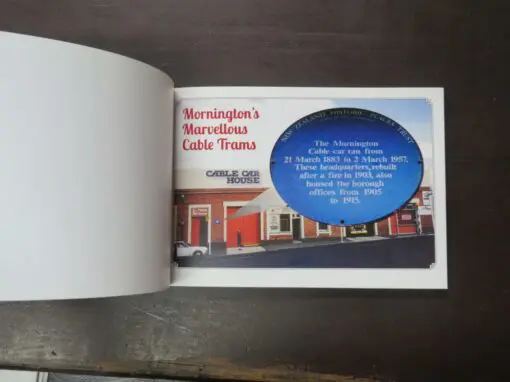 Mornington's
Marvellous
Cable Trams
CABLE CAR
HOUSE
NEW ZEALAND HISTORIC PLACES TRUST
The Mornington
Cable-car ran from
21 March 1883 to 2 March 1957.
These headquarters, rebuilt
after a fire in 1903, also
housed the borough
offices from 1905
to 1915.